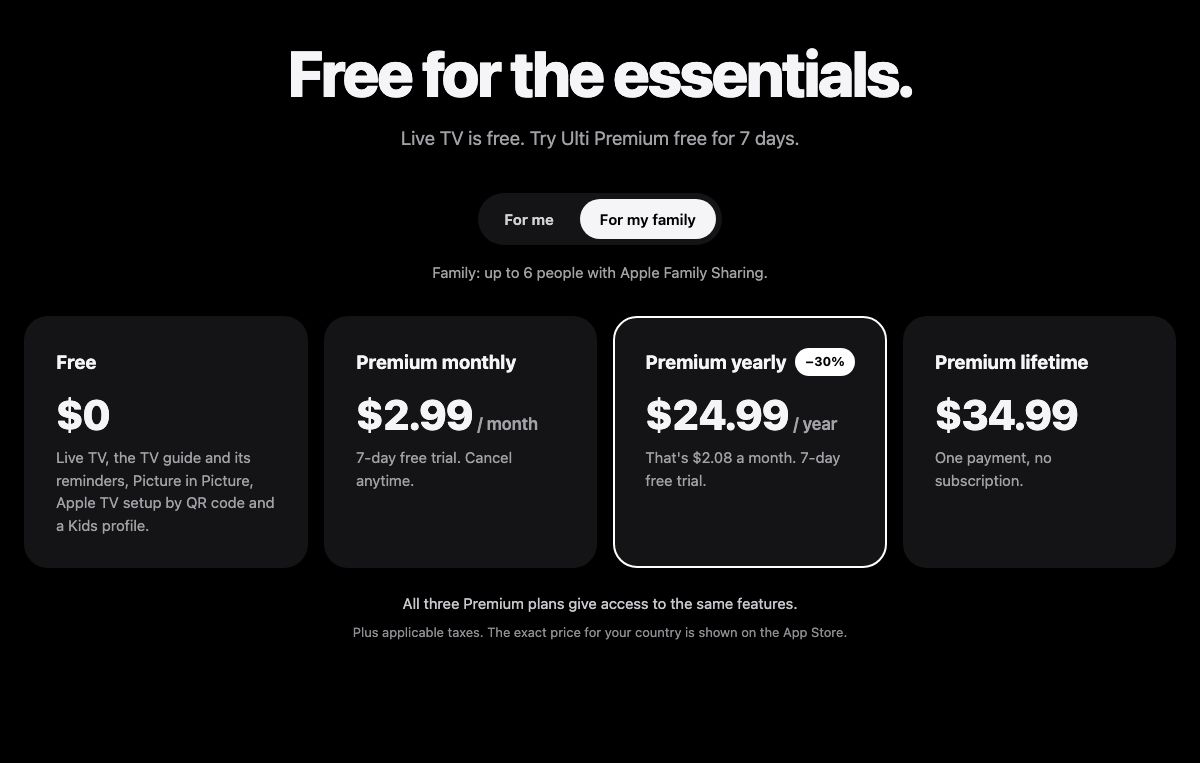 Free for the essentials.
Live TV is free. Try Ulti Premium free for 7 days.
For me
For my family
Family: up to 6 people with Apple Family Sharing.
Free
$0
Live TV, the TV guide and its
reminders, Picture in Picture,
Apple TV setup by QR code and
a Kids profile.
Premium monthly
$2.99 / month
7-day free trial. Cancel
anytime.
Premium yearly −30%
$24.99 / year
That's $2.08 a month. 7-day
free trial.
Premium lifetime
$34.99
One payment, no
subscription.
All three Premium plans give access to the same features.
Plus applicable taxes. The exact price for your country is shown on the App Store.